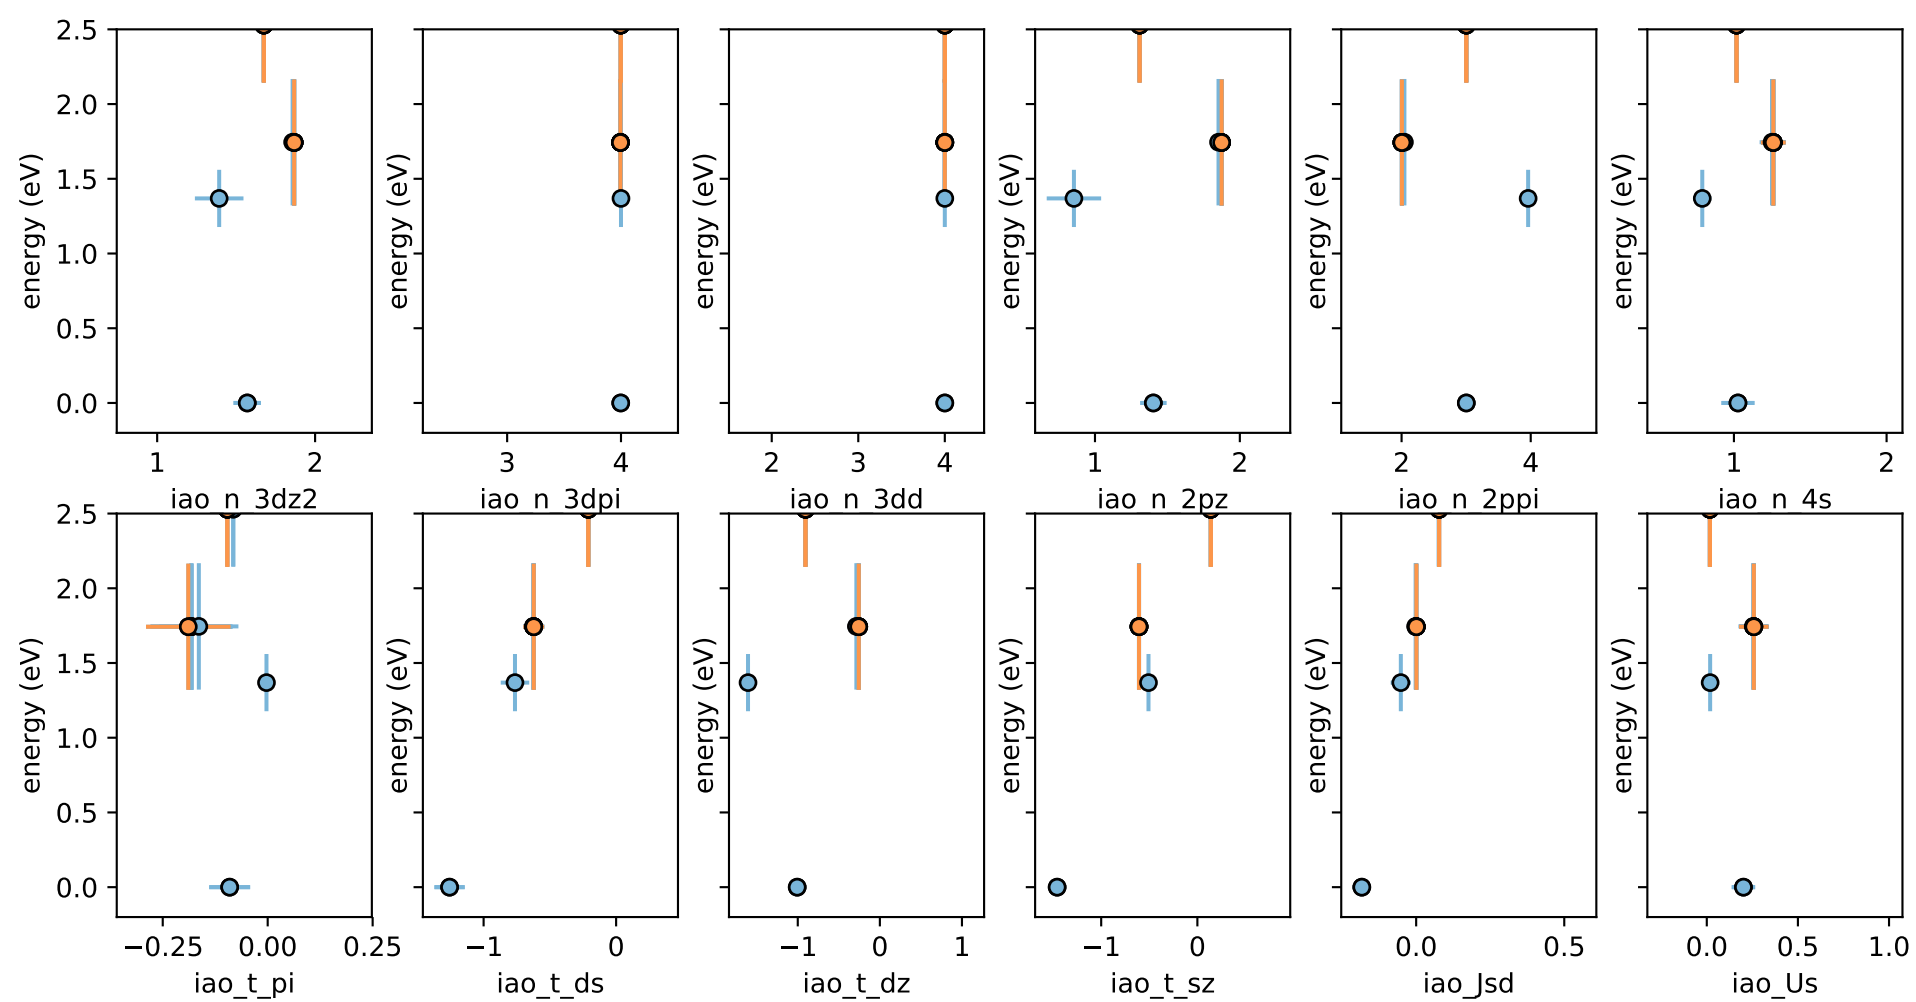 2.5
2.0
1.5
1.0
0.5
0.0
energy (eV)
energy (eV)
energy (eV)
energy (eV)
energy (eV)
energy (eV)
1 2
3 4
2 3 4
1 2
2 4
1 2
iao_n_3dz2
iao_n_3dpi
iao_n_3dd
iao_n_2pz
iao_n_2ppi
iao_n_4s
2.5
2.0
1.5
1.0
0.5
0.0
energy (eV)
energy (eV)
energy (eV)
energy (eV)
energy (eV)
energy (eV)
−0.25 0.00 0.25
−1 0
−1 0 1
−1 0
0.0 0.5
0.0 0.5 1.0
iao_t_pi
iao_t_ds
iao_t_dz
iao_t_sz
iao_Jsd
iao_Us